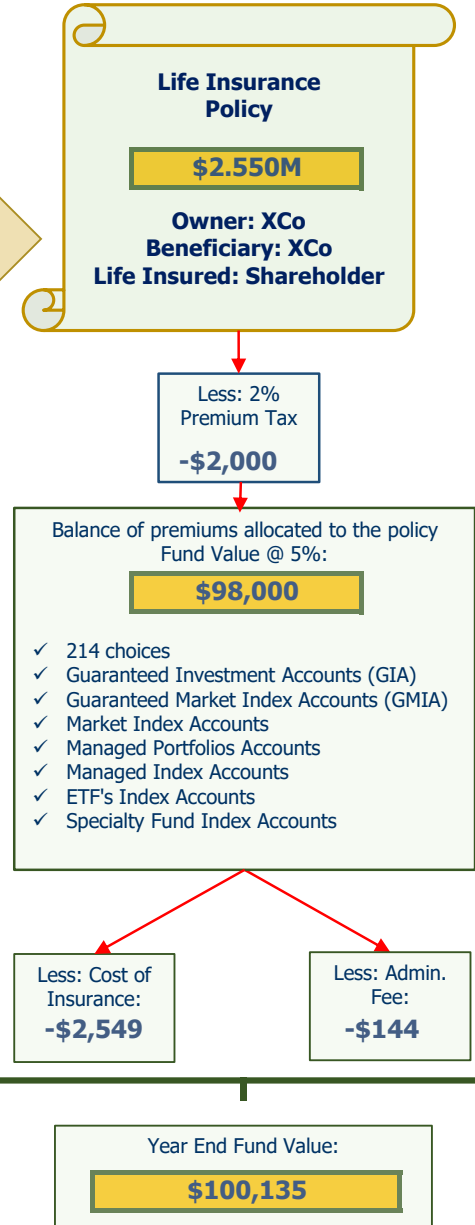 Life Insurance
Policy
$2.550M
Owner: XCo
Beneficiary: XCo
Life Insured: Shareholder
Less: 2%
Premium Tax
-$2,000
Balance of premiums allocated to the policy
Fund Value @ 5%:
$98,000
✓ 214 choices
✓ Guaranteed Investment Accounts (GIA)
✓ Guaranteed Market Index Accounts (GMIA)
✓ Market Index Accounts
✓ Managed Portfolios Accounts
✓ Managed Index Accounts
✓ ETF's Index Accounts
✓ Specialty Fund Index Accounts
Less: Cost of
Insurance:
-$2,549
Less: Admin.
Fee:
-$144
Year End Fund Value:
$100,135